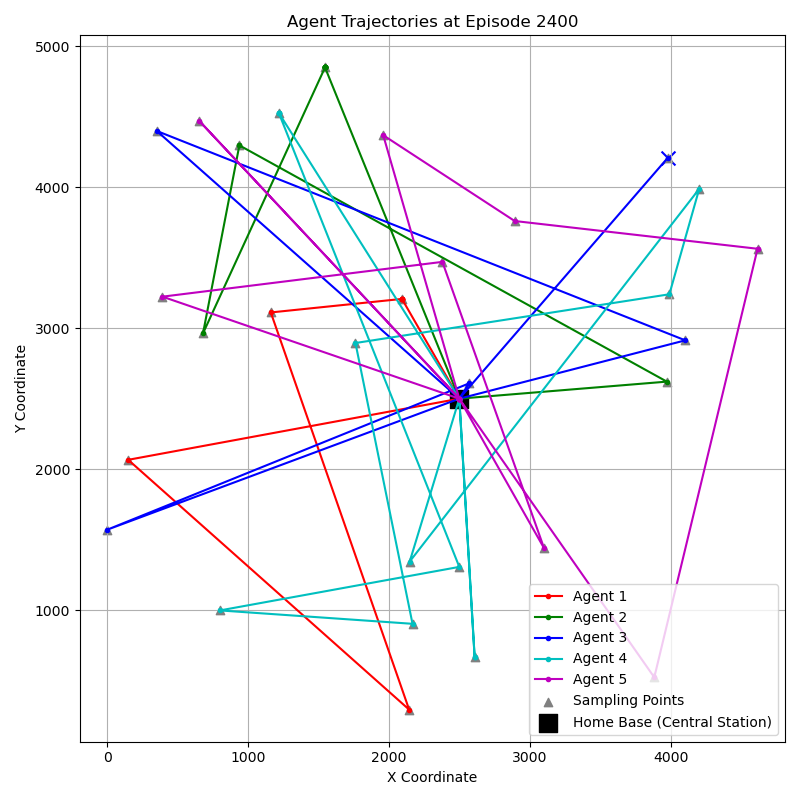 Agent Trajectories at Episode 2400
5000
4000
3000
2000
1000
Y Coordinate
0 1000 2000 3000 4000
X Coordinate
Agent 1
Agent 2
Agent 3
Agent 4
Agent 5
Sampling Points
Home Base (Central Station)